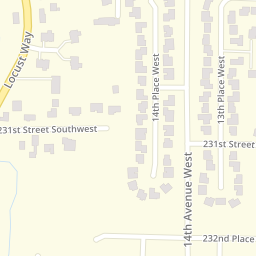 Locust Way
14th Place West
13th Place West
231st Street Southwest
231st Street
14th Avenue West
232nd Place